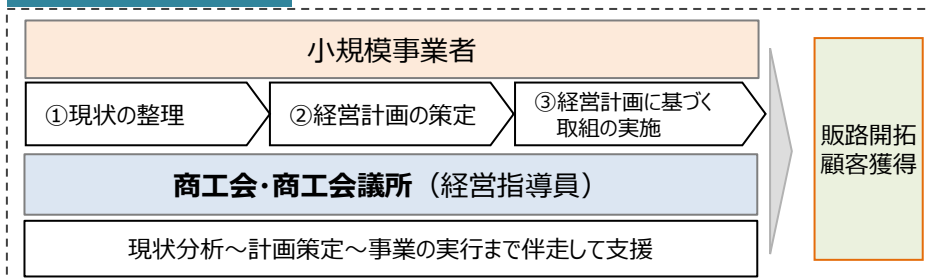 小規模事業者
①現状の整理
②経営計画の策定
③経営計画に基づく
取組の実施
商工会・商工会議所（経営指導員）
現状分析～計画策定～事業の実行まで伴走して支援
販路開拓
顧客獲得